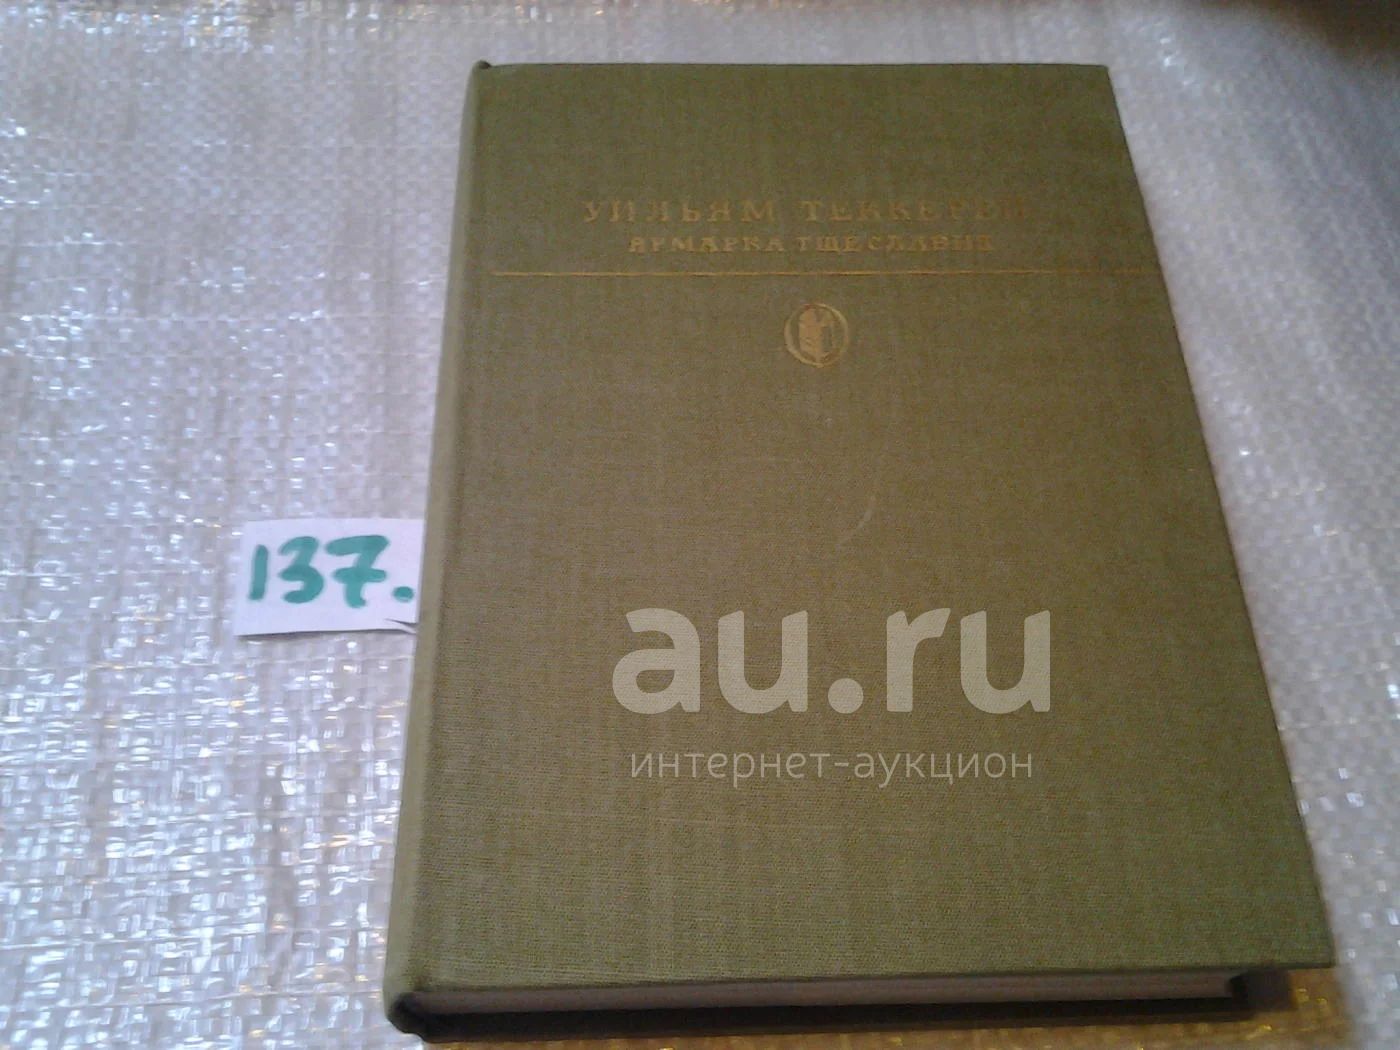 УИЛЬЯМ ТЕККЕРЕЙ
ЯРМАРКА ТЩЕСЛАВИЯ
137.
au.ru
интернет-аукцион